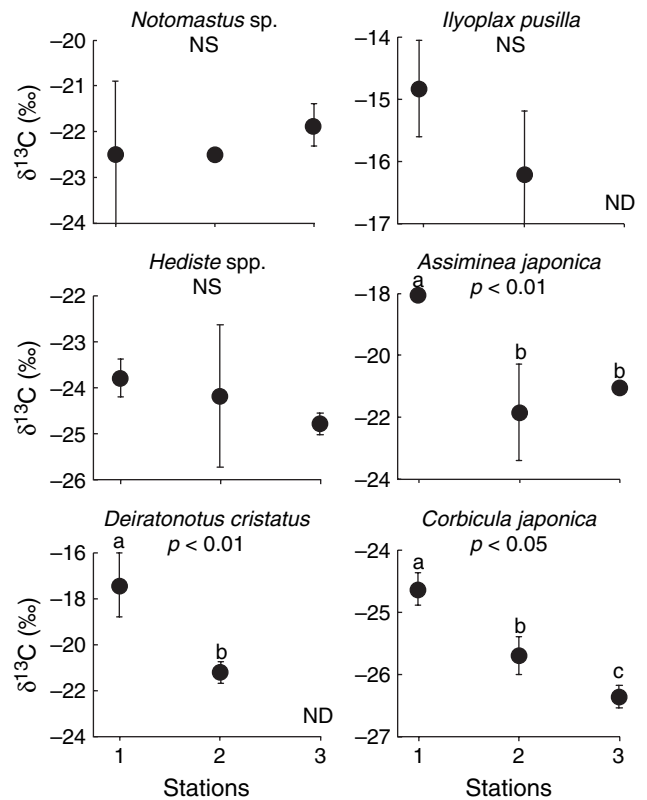 Notomastus sp.
NS
–20
–21
–22
–23
–24
δ13C (‰)
Ilyoplax pusilla
NS
–14
–15
–16
–17
ND
Hediste spp.
NS
–22
–23
–24
–25
–26
δ13C (‰)
Assiminea japonica
p < 0.01
–18
–20
–22
–24
a
b
b
Deiratonotus cristatus
p < 0.01
–16
–18
–20
–22
–24
δ13C (‰)
a
b
ND
1 2 3
Stations
Corbicula japonica
p < 0.05
–24
–25
–26
–27
a
b
c
1 2 3
Stations